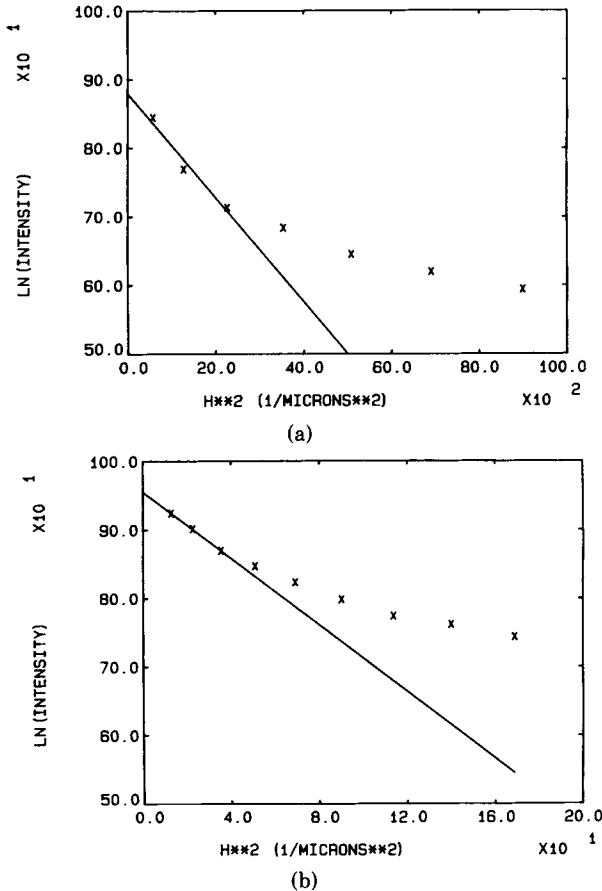 100.0
X10 1
90.0
80.0
70.0
60.0
50.0
LN(INTENSITY)
0.0 20.0 40.0 60.0 80.0 100.0
H**2 (1/MICRONS**2) X10 2
(a)
100.0
X10 1
90.0
80.0
70.0
60.0
50.0
LN(INTENSITY)
0.0 4.0 8.0 12.0 16.0 20.0
H**2 (1/MICRONS**2) X10 1
(b)